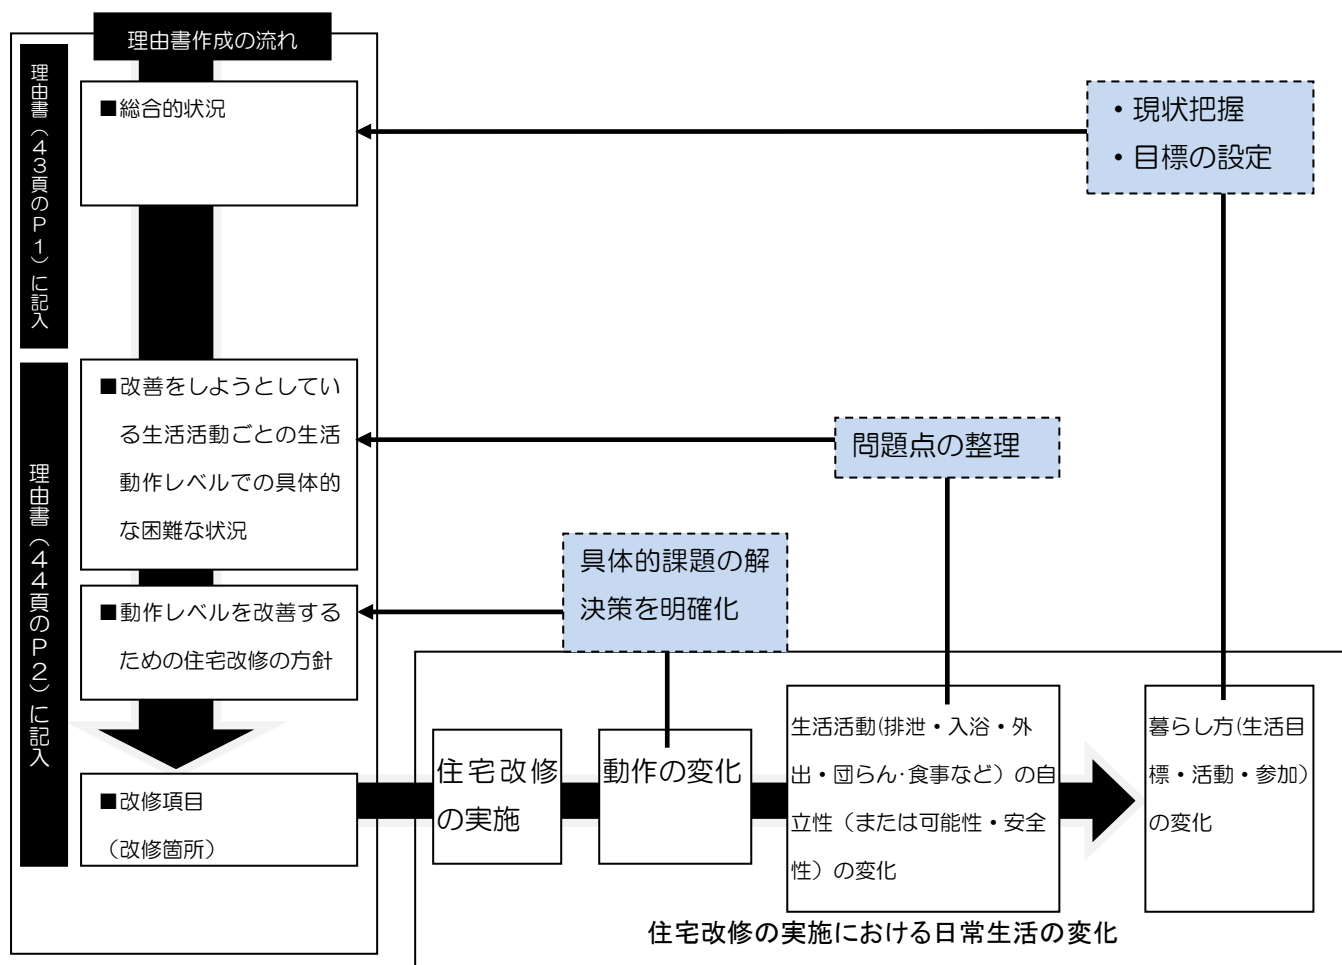 理由書作成の流れ
理由書（４３頁のＰ１）に記入
■総合的状況
・現状把握
・目標の設定
理由書（４４頁のＰ２）に記入
■改善をしようとしてい
る生活活動ごとの生活
動作レベルでの具体的
な困難な状況
問題点の整理
■動作レベルを改善する
ための住宅改修の方針
具体的課題の解
決策を明確化
■改修項目
（改修箇所）
住宅改修
の実施
動作の変化
生活活動(排泄・入浴・外
出・団らん･食事など）の自
立性（または可能性・安全
性）の変化
暮らし方(生活目
標・活動・参加）
の変化
住宅改修の実施における日常生活の変化